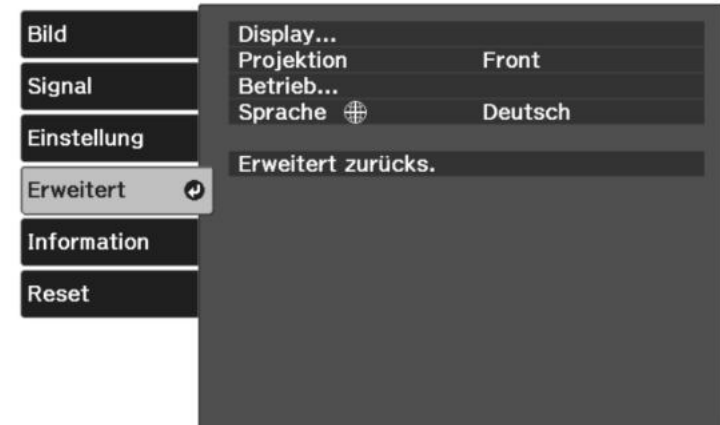 Bild
Signal
Einstellung
Erweitert
Information
Reset
Display...
Projektion Front
Betrieb...
Sprache Deutsch
Erweitert zurücks.